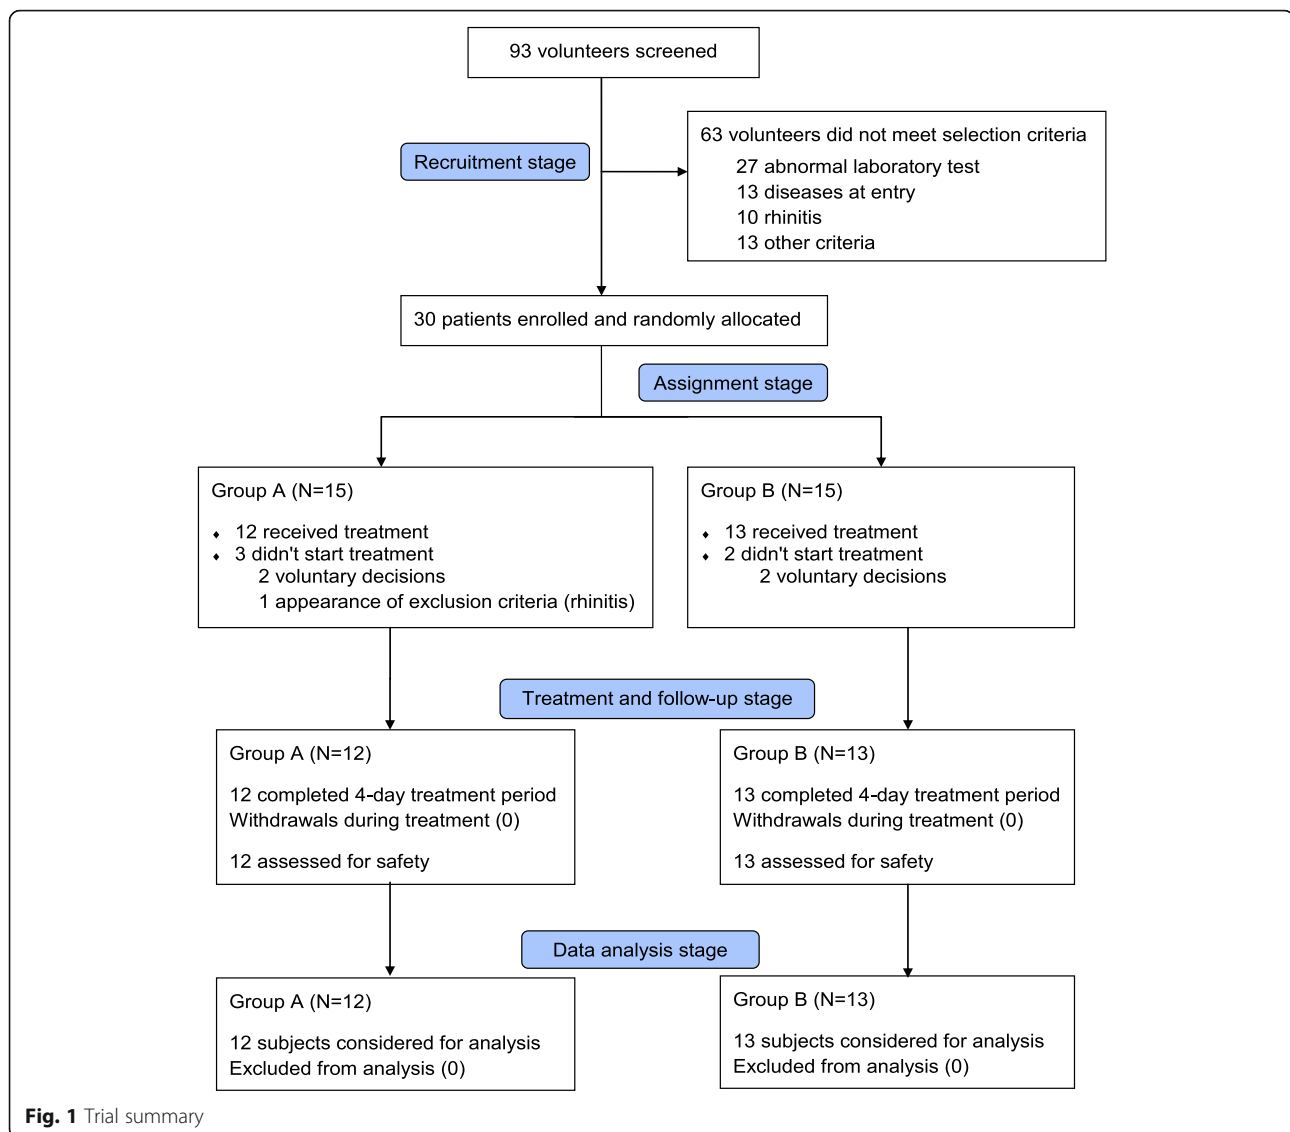 93 volunteers screened
63 volunteers did not meet selection criteria
27 abnormal laboratory test
13 diseases at entry
10 rhinitis
13 other criteria
Recruitment stage
30 patients enrolled and randomly allocated
Assignment stage
Group A (N=15)
⬧ 12 received treatment
⬧ 3 didn't start treatment
2 voluntary decisions
1 appearance of exclusion criteria (rhinitis)
Group B (N=15)
⬧ 13 received treatment
⬧ 2 didn't start treatment
2 voluntary decisions
Treatment and follow-up stage
Group A (N=12)
12 completed 4-day treatment period
Withdrawals during treatment (0)
12 assessed for safety
Group B (N=13)
13 completed 4-day treatment period
Withdrawals during treatment (0)
13 assessed for safety
Data analysis stage
Group A (N=12)
12 subjects considered for analysis
Excluded from analysis (0)
Group B (N=13)
13 subjects considered for analysis
Excluded from analysis (0)
Fig. 1 Trial summary